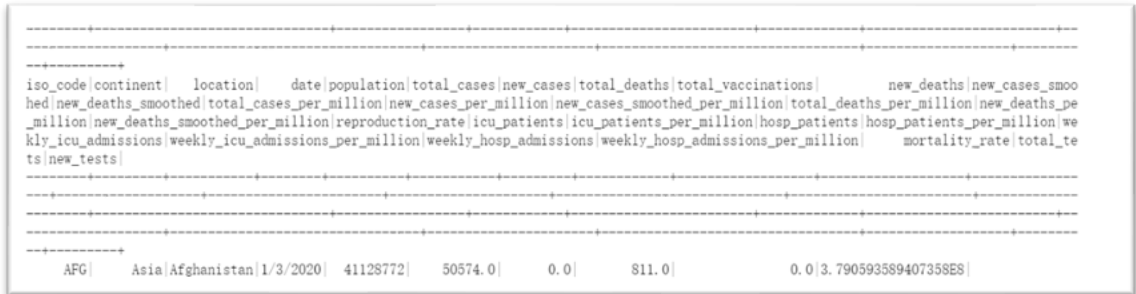 --------+---------------------------------+------------------+-------------+--------------------------+--------------+---------------------------+--
-------------------+-----------------------------------+------------------------+------------------------------------+---------------------+---------
--+----------+
iso_code|continent|   location|     date|population|total_cases|new_cases|total_deaths|total_vaccinations|          new_deaths|new_cases_smoo
hed|new_deaths_smoothed|total_cases_per_million|new_cases_per_million|new_cases_smoothed_per_million|total_deaths_per_million|new_deaths_pe
_million|new_deaths_smoothed_per_million|reproduction_rate|icu_patients|icu_patients_per_million|hosp_patients|hosp_patients_per_million|we
kly_icu_admissions|weekly_icu_admissions_per_million|weekly_hosp_admissions|weekly_hosp_admissions_per_million|      mortality_rate|total_te
ts|new_tests|
--------+---------+-----------+---------+----------+-----------+---------+------------+------------------+--------------------+--------------
---+-------------------+-----------------------+---------------------+------------------------------+------------------------+-------------
--------+---------------------------------+------------------+-------------+--------------------------+--------------+---------------------------+--
-------------------+-----------------------------------+------------------------+------------------------------------+---------------------+---------
--+----------+
AFG|     Asia|Afghanistan|1/3/2020|  41128772|    50574.0|      0.0|       811.0|               0.0|3.790593589407358E8|